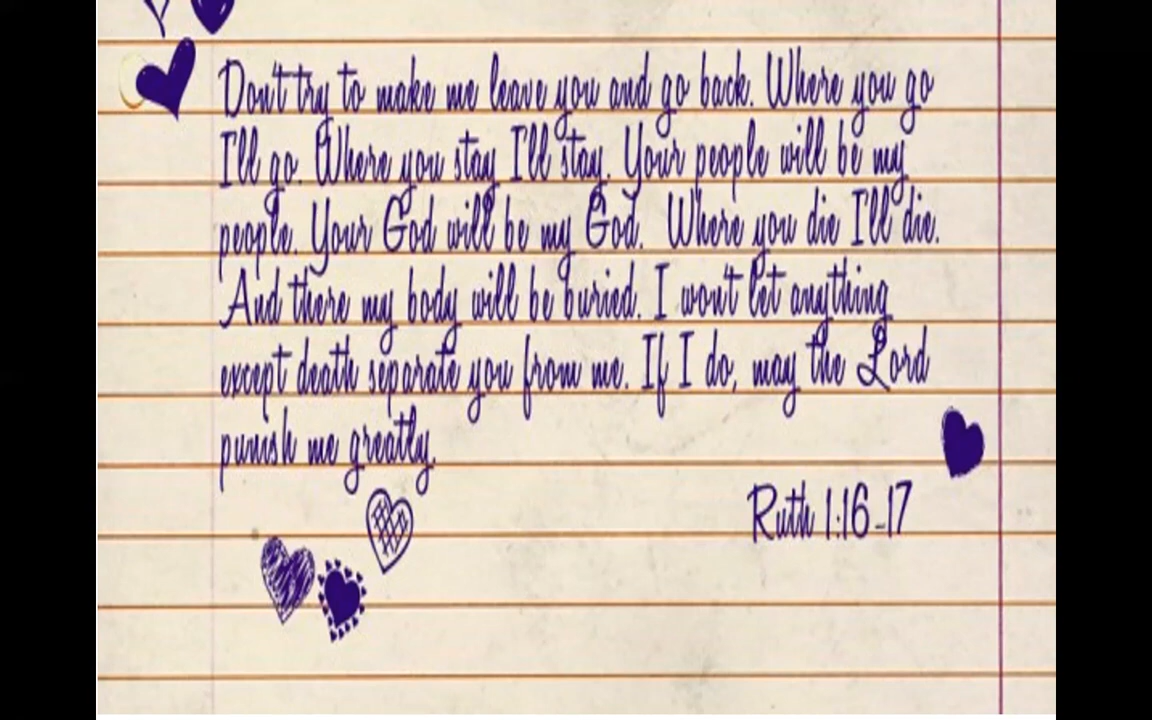 Don't try to make me leave you and go back. Where you go
I'll go. Where you stay I'll stay. Your people will be my
people. Your God will be my God. Where you die I'll die.
And there my body will be buried. I won't let anything
except death separate you from me. If I do, may the Lord
punish me greatly.
Ruth 1:16-17